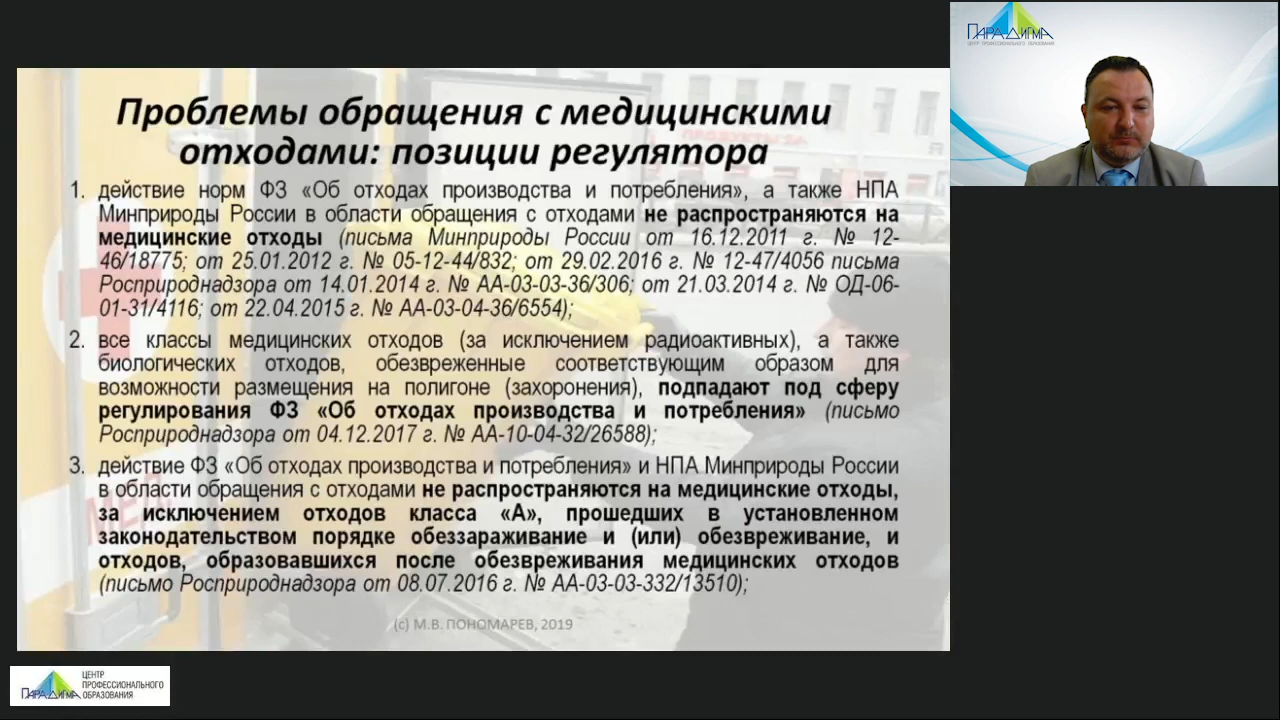 ПАРАДИГМА
ЦЕНТР ПРОФЕССИОНАЛЬНОГО ОБРАЗОВАНИЯ
Проблемы обращения с медицинскими
отходами: позиции регулятора
1. действие норм ФЗ «Об отходах производства и потребления», а также НПА
Минприроды России в области обращения с отходами не распространяются на
медицинские отходы (письма Минприроды России от 16.12.2011 г. № 12-
46/18775; от 25.01.2012 г. № 05-12-44/832; от 29.02.2016 г. № 12-47/4056 письма
Росприроднадзора от 14.01.2014 г. № АА-03-03-36/306; от 21.03.2014 г. № ОД-06-
01-31/4116; от 22.04.2015 г. № АА-03-04-36/6554);
2. все классы медицинских отходов (за исключением радиоактивных), а также
биологических отходов, обезвреженные соответствующим образом для
возможности размещения на полигоне (захоронения), подпадают под сферу
регулирования ФЗ «Об отходах производства и потребления» (письмо
Росприроднадзора от 04.12.2017 г. № АА-10-04-32/26588);
3. действие ФЗ «Об отходах производства и потребления» и НПА Минприроды России
в области обращения с отходами не распространяются на медицинские отходы,
за исключением отходов класса «А», прошедших в установленном
законодательством порядке обеззараживание и (или) обезвреживание, и
отходов, образовавшихся после обезвреживания медицинских отходов
(письмо Росприроднадзора от 08.07.2016 г. № АА-03-03-332/13510);
(с) М.В. ПОНОМАРЕВ, 2019
ПАРАДИГМА
ЦЕНТР
ПРОФЕССИОНАЛЬНОГО
ОБРАЗОВАНИЯ